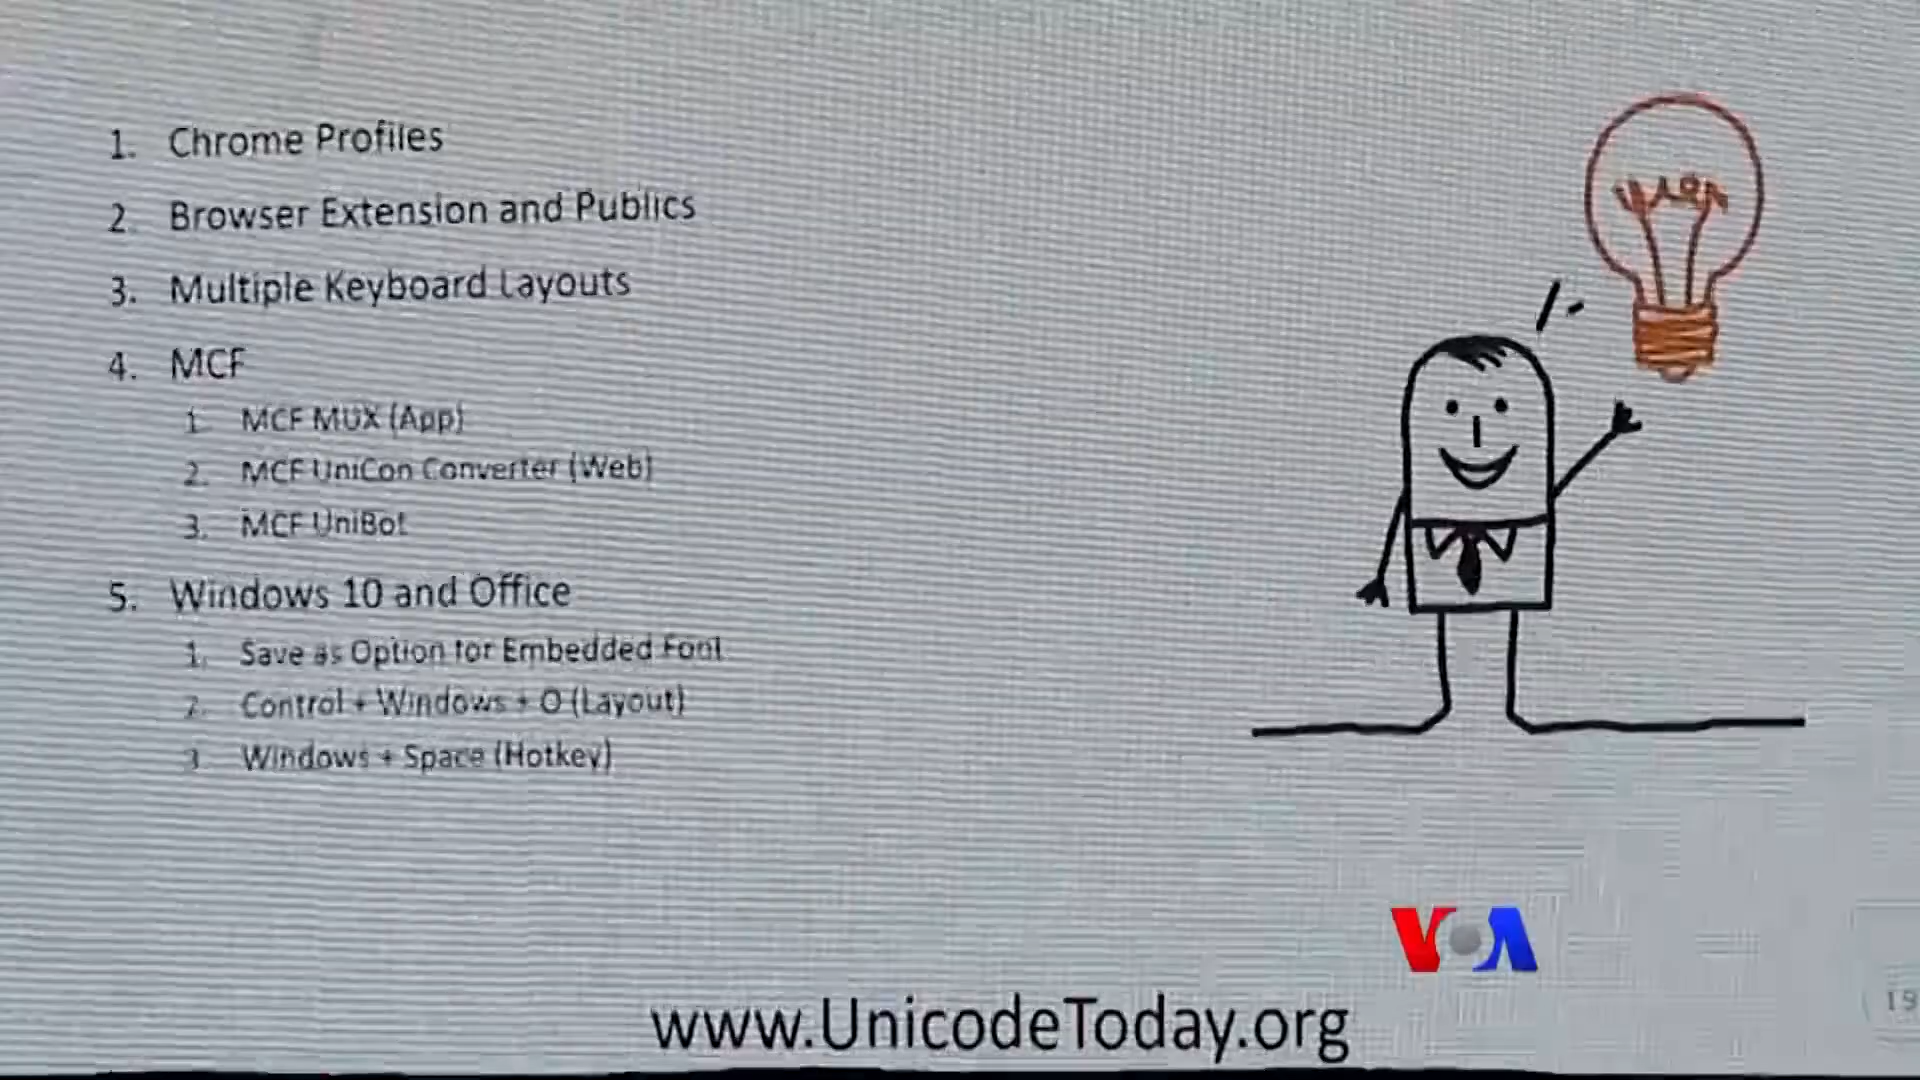 1. Chrome Profiles
2. Browser Extension and Publics
3. Multiple Keyboard Layouts
4. MCF
1. MCF MUX (App)
2. MCF UniCon Converter (Web)
3. MCF UniBot
5. Windows 10 and Office
1. Save as Option for Embedded Font
2. Control + Windows + O (Layout)
3. Windows + Space (Hotkey)
VOA
www.UnicodeToday.org
19